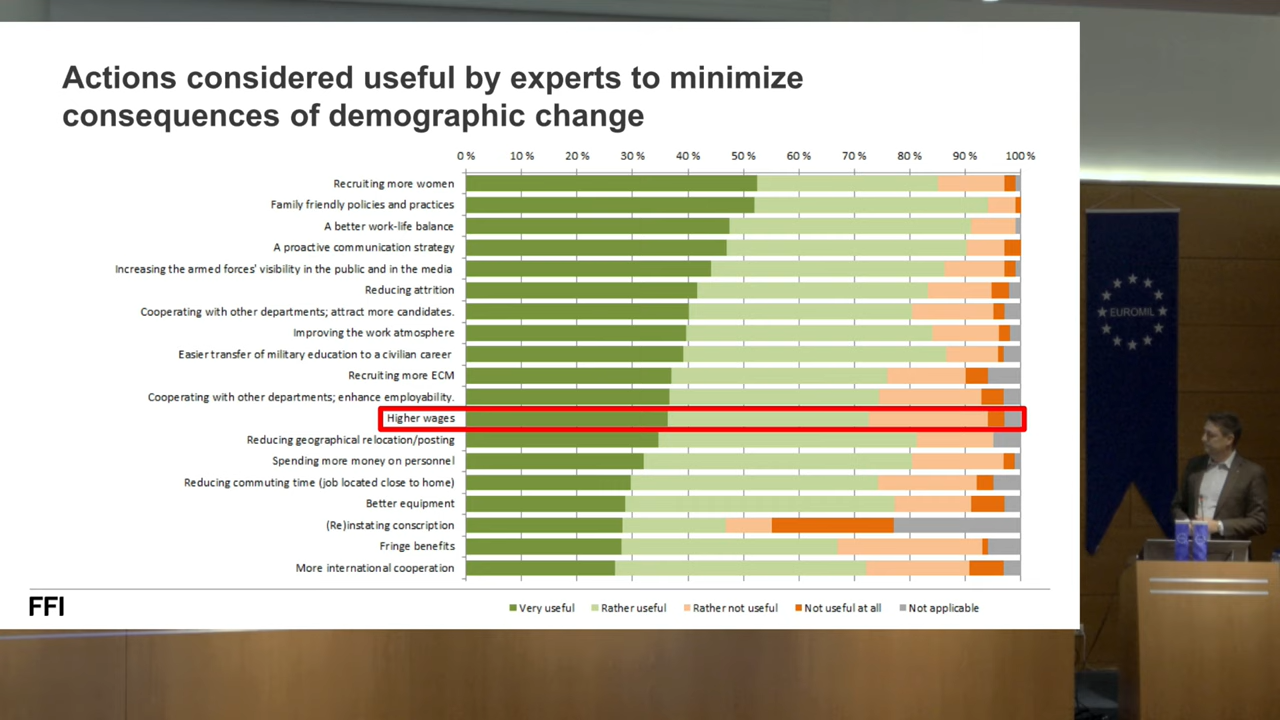 Actions considered useful by experts to minimize
consequences of demographic change
0 % 10 % 20 % 30 % 40 % 50 % 60 % 70 % 80 % 90 % 100 %
Recruiting more women
Family friendly policies and practices
A better work-life balance
A proactive communication strategy
Increasing the armed forces' visibility in the public and in the media
Reducing attrition
Cooperating with other departments; attract more candidates.
Improving the work atmosphere
Easier transfer of military education to a civilian career
Recruiting more ECM
Cooperating with other departments; enhance employability.
Higher wages
Reducing geographical relocation/posting
Spending more money on personnel
Reducing commuting time (job located close to home)
Better equipment
(Re)instating conscription
Fringe benefits
More international cooperation
FFI
Very useful Rather useful Rather not useful Not useful at all Not applicable
EUROMIL